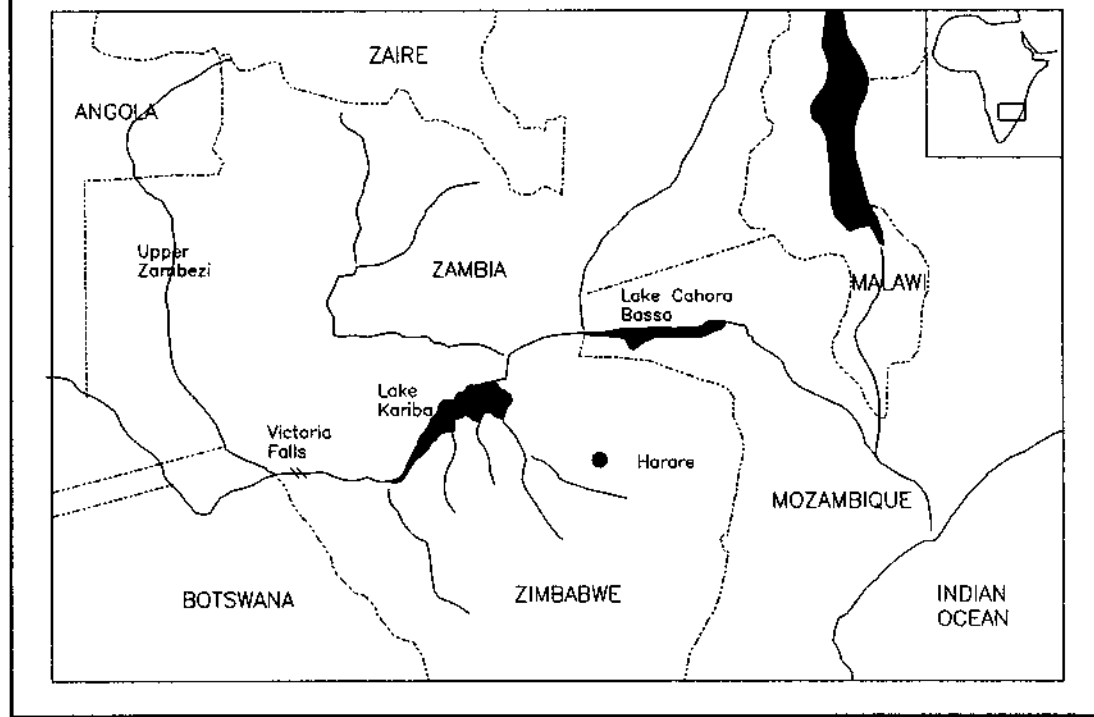 ZAIRE
ANGOLA
Upper
Zambezi
ZAMBIA
Lake Cahora
Bassa
MALAWI
Lake
Kariba
Victoria
Falls
Harare
MOZAMBIQUE
BOTSWANA
ZIMBABWE
INDIAN
OCEAN